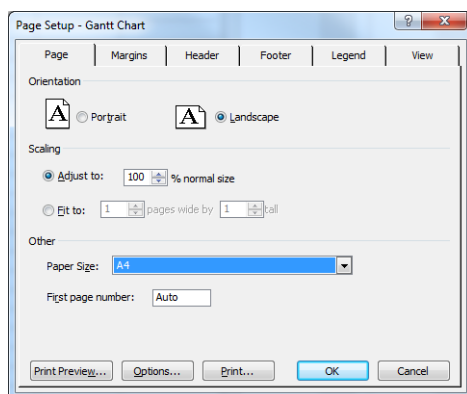 Page Setup - Gantt Chart
Page Margins Header Footer Legend View
Orientation
A Portrait A Landscape
Scaling
Adjust to: 100 % normal size
Fit to: 1 pages wide by 1 tall
Other
Paper Size: A4
First page number: Auto
Print Preview... Options... Print... OK Cancel